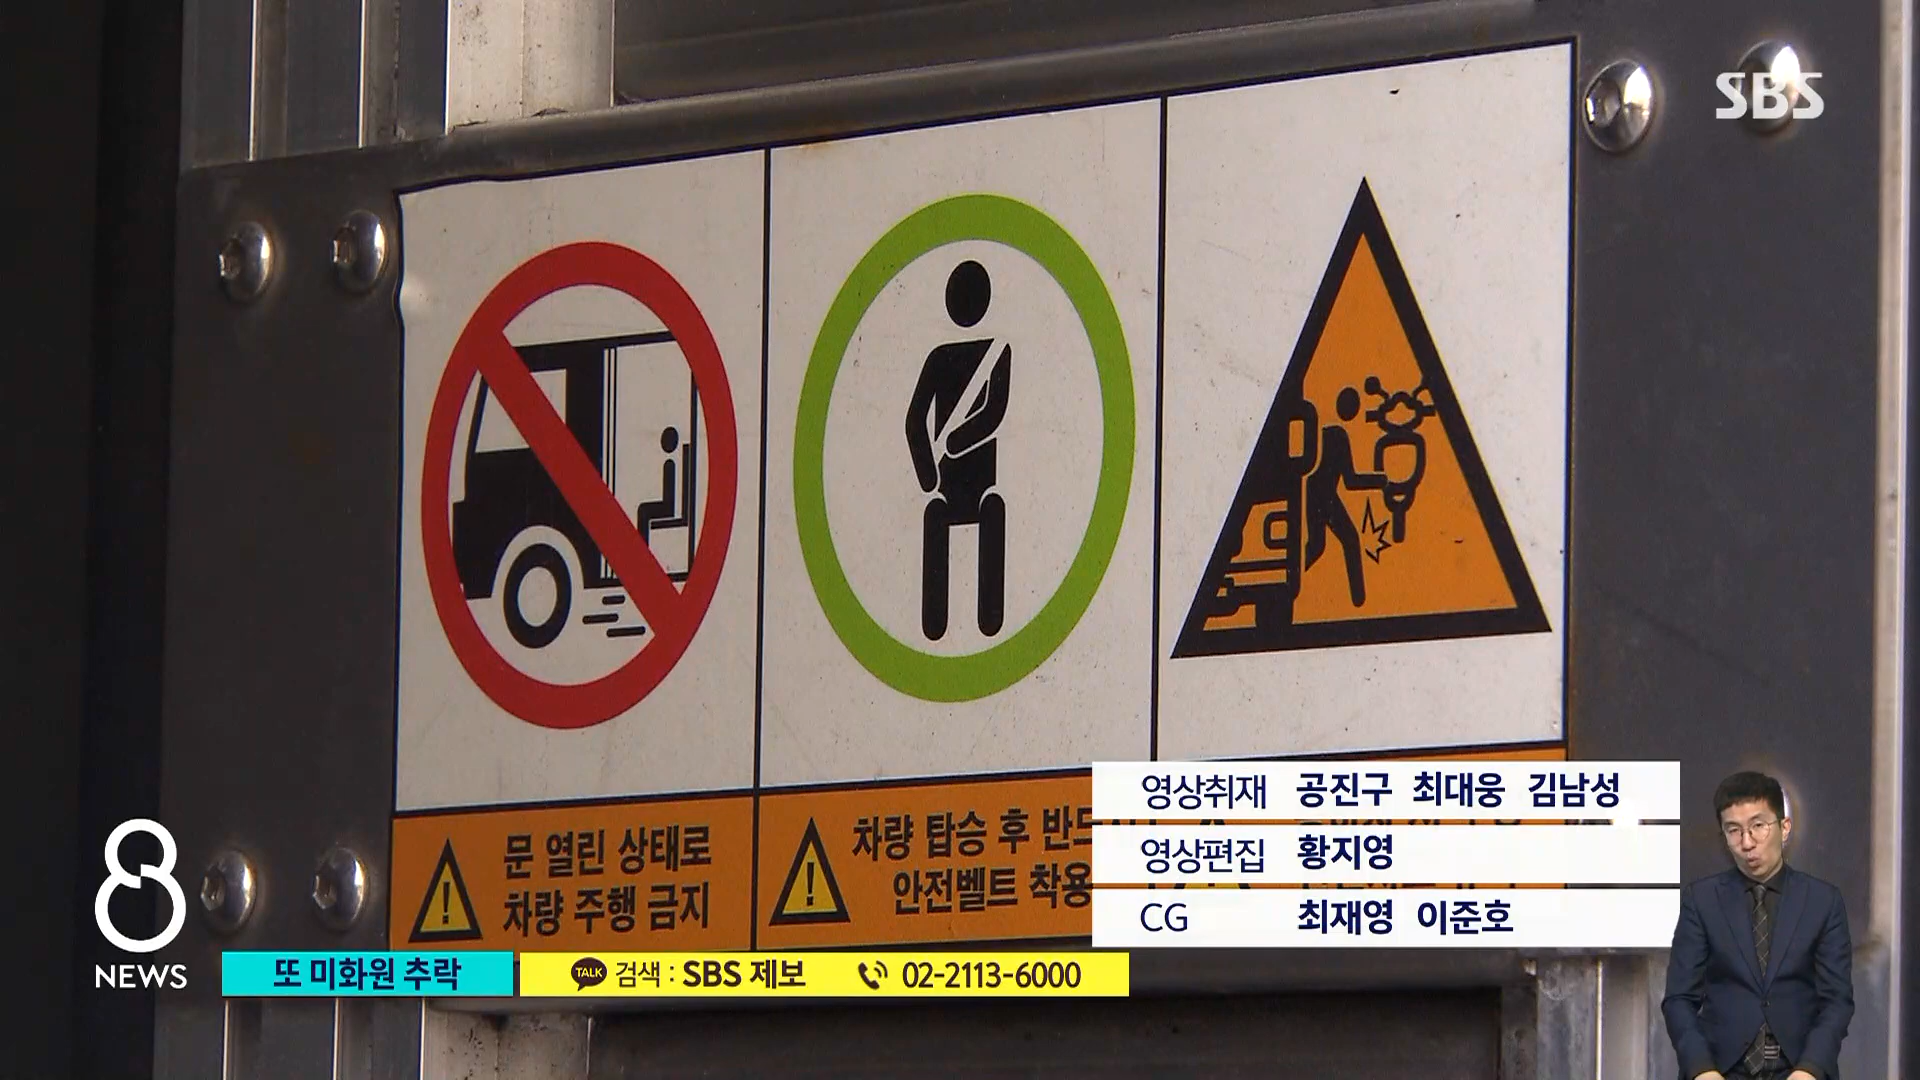 SBS
문 열린 상태로
차량 주행 금지
차량 탑승 후
안전벨트 착용
영상취재 공진구 최대웅 김남성
영상편집 황지영
CG 최재영 이준호
8
NEWS
또 미화원 추락
TALK 검색 : SBS 제보 02-2113-6000